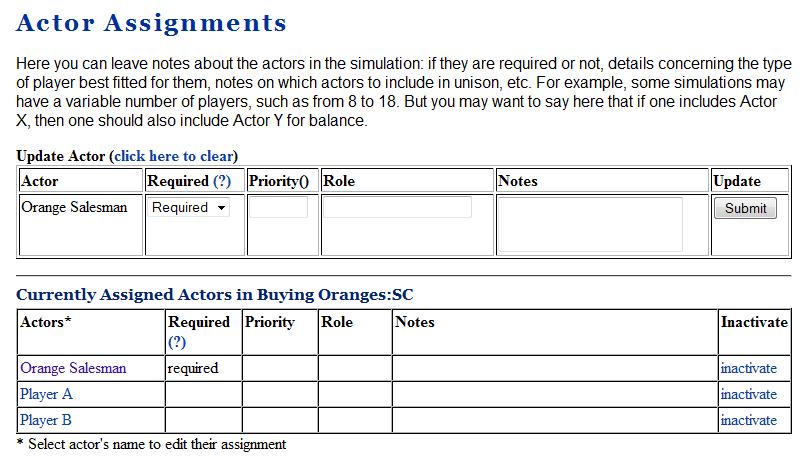 Actor Assignments
Here you can leave notes about the actors in the simulation: if they are required or not, details concerning the type
of player best fitted for them, notes on which actors to include in unison, etc. For example, some simulations may
have a variable number of players, such as from 8 to 18. But you may want to say here that if one includes Actor
X, then one should also include Actor Y for balance.
Update Actor (click here to clear)
Actor Required (?) Priority() Role Notes Update
Orange Salesman Required Submit
Currently Assigned Actors in Buying Oranges:SC
Actors* Required Priority Role Notes Inactivate
(?)
Orange Salesman required inactivate
Player A inactivate
Player B inactivate
* Select actor's name to edit their assignment